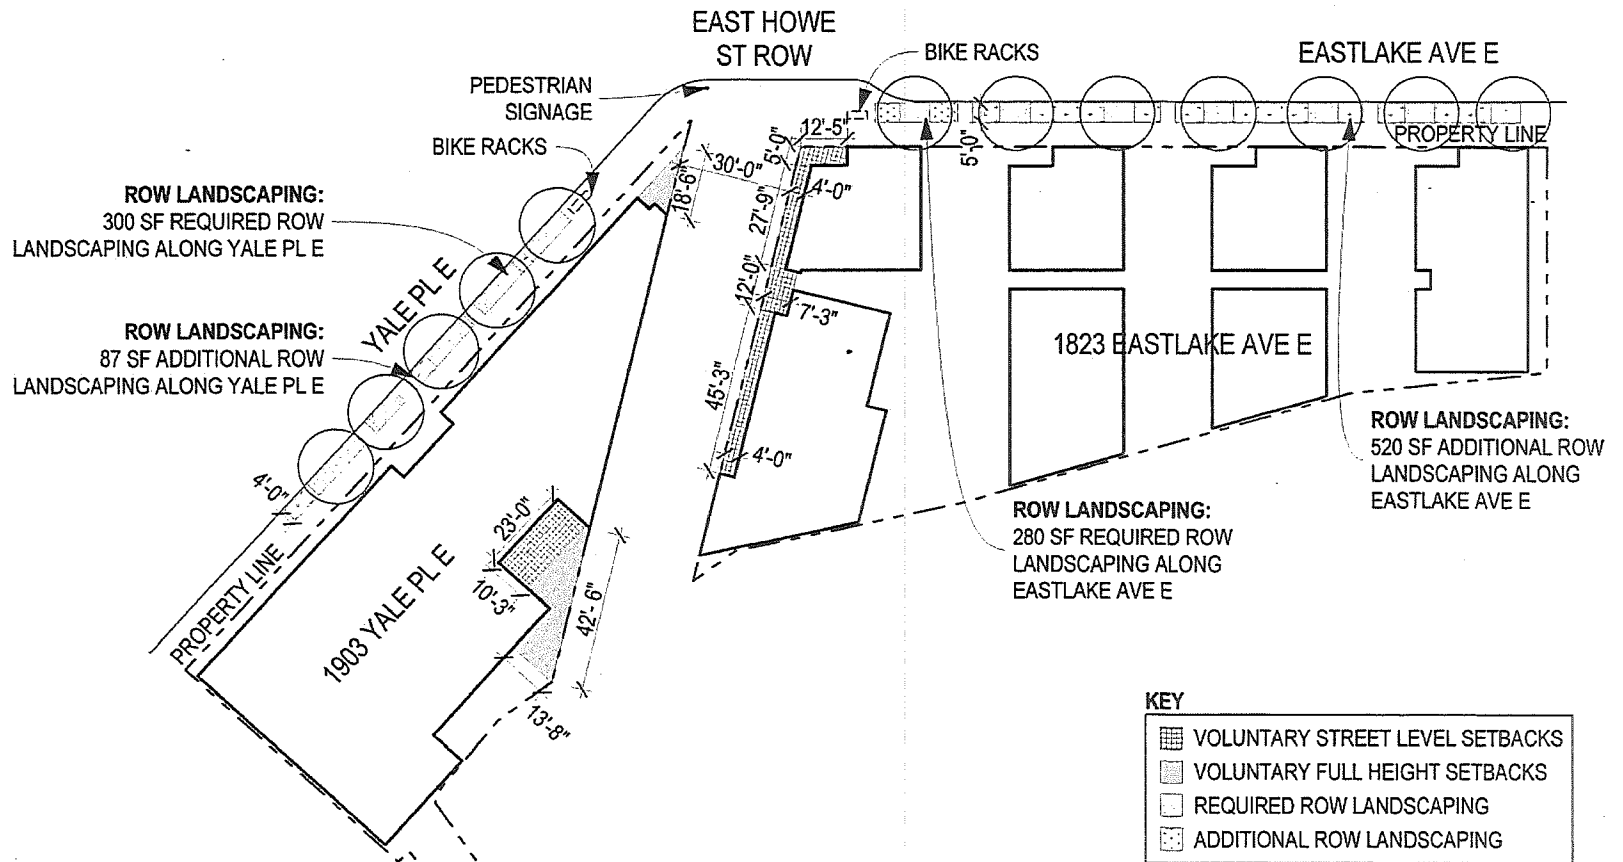 EAST HOWE
ST ROW
BIKE RACKS
EASTLAKE AVE E
PEDESTRIAN
SIGNAGE
BIKE RACKS
12'-5"
5'-0"
5'-0"
PROPERTY LINE
30'-0"
18'-6"
4'-0"
27'-9"
ROW LANDSCAPING:
300 SF REQUIRED ROW
LANDSCAPING ALONG YALE PL E
YALE PL E
12'-0"
7'-3"
ROW LANDSCAPING:
87 SF ADDITIONAL ROW
LANDSCAPING ALONG YALE PL E
1823 EASTLAKE AVE E
45'-3"
4'-0"
4'-0"
ROW LANDSCAPING:
520 SF ADDITIONAL ROW
LANDSCAPING ALONG
EASTLAKE AVE E
ROW LANDSCAPING:
280 SF REQUIRED ROW
LANDSCAPING ALONG
EASTLAKE AVE E
23'-0"
10'-3"
42'- 6"
PROPERTY LINE
1903 YALE PL E
13'-8"
KEY
VOLUNTARY STREET LEVEL SETBACKS
VOLUNTARY FULL HEIGHT SETBACKS
REQUIRED ROW LANDSCAPING
ADDITIONAL ROW LANDSCAPING